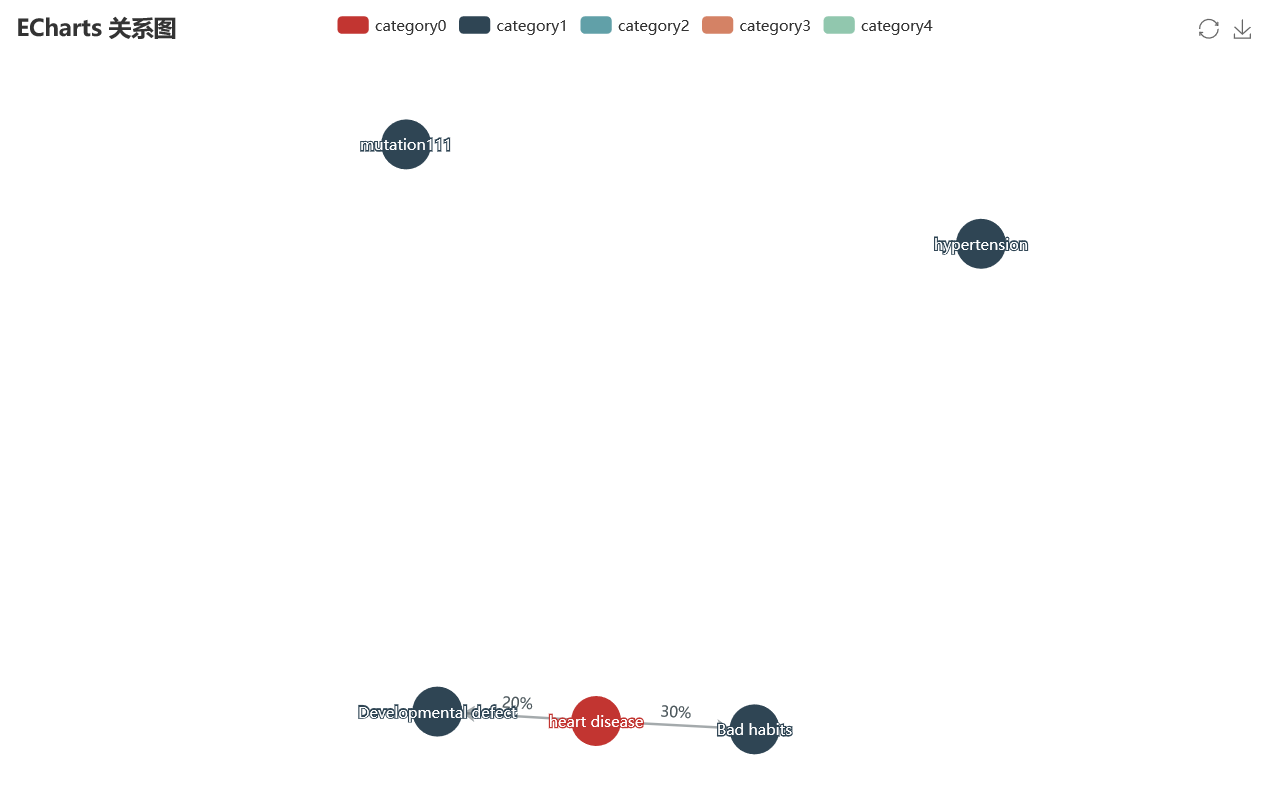 ECharts 关系图
category0
category1
category2
category3
category4
mutation111
hypertension
Developmental defect
20%
heart disease
30%
Bad habits